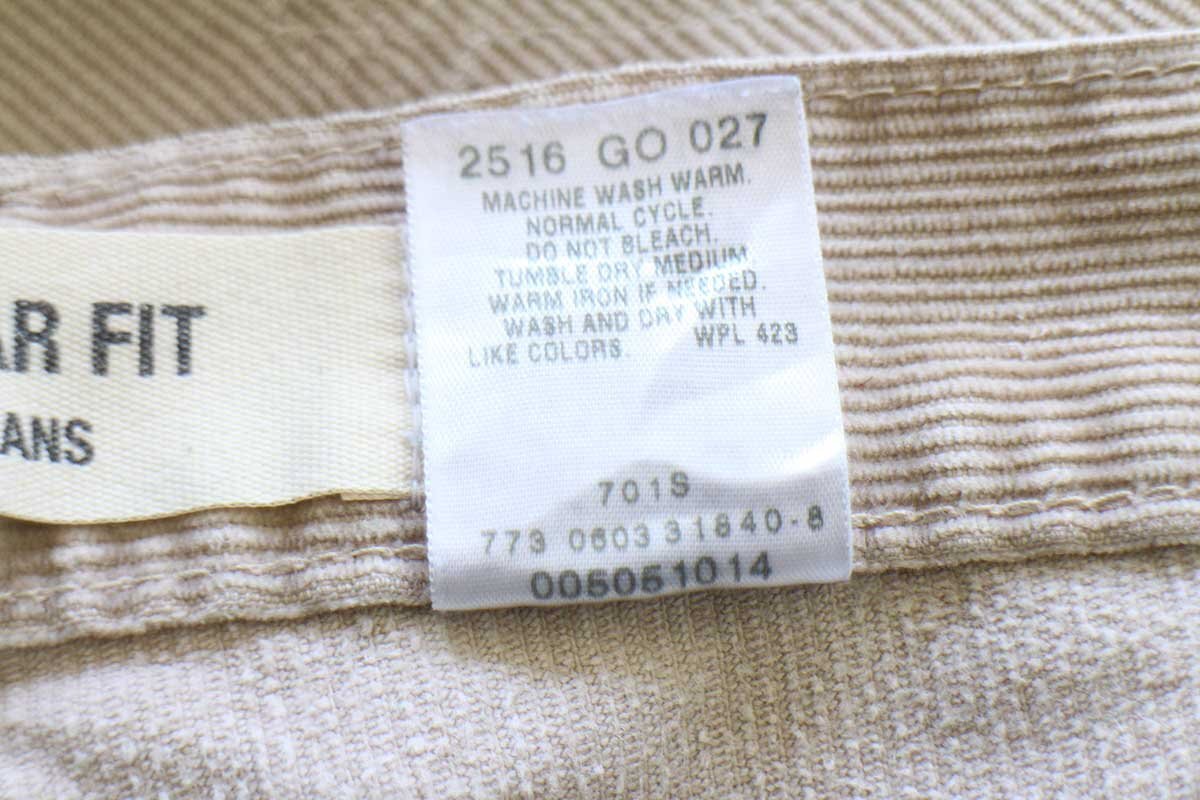 2516 GO 027
MACHINE WASH WARM.
NORMAL CYCLE.
DO NOT BLEACH.
TUMBLE DRY MEDIUM.
WARM IRON IF NEEDED.
WASH AND DRY WITH
LIKE COLORS. WPL 423
701S
773 0603 31840-8
005051014
AR FIT
EANS